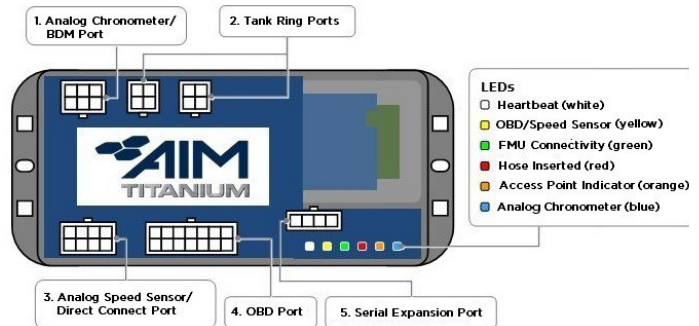 1. Analog Chronometer/
BDM Port
2. Tank Ring Ports
LEDs
Heartbeat (white)
OBD/Speed Sensor (yellow)
FMU Connectivity (green)
Hose Inserted (red)
Access Point Indicator (orange)
Analog Chronometer (blue)
AIM
TITANIUM
3. Analog Speed Sensor/
Direct Connect Port
4. OBD Port
5. Serial Expansion Port